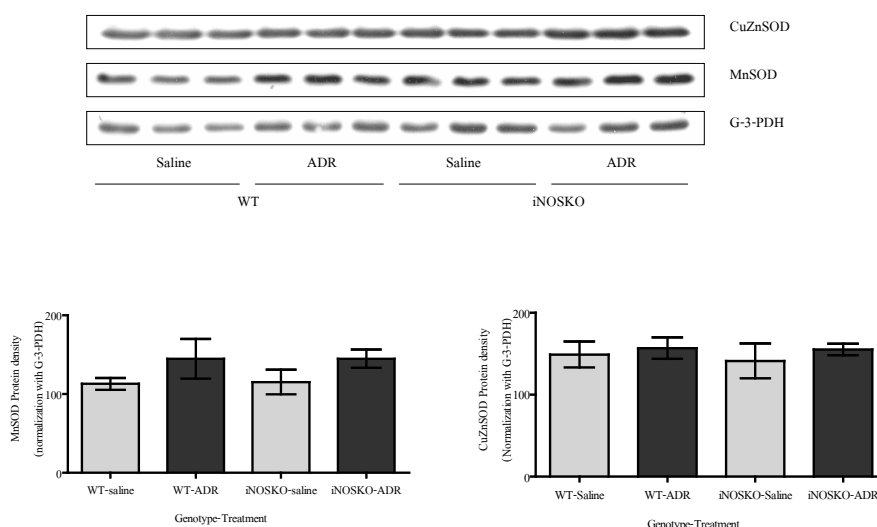 CuZnSOD
MnSOD
G-3-PDH
Saline ADR Saline ADR
WT iNOSKO
MnSOD Protein density
(normalization with G-3-PDH)
200
100
0
WT-saline WT-ADR iNOSKO-saline iNOSKO-ADR
Genotype-Treatment
CuZnSOD Protein density
(Normalization with G-3-PDH)
200
100
0
WT-Saline WT-ADR iNOSKO-Saline iNOSKO-ADR
Genotype-Treatment